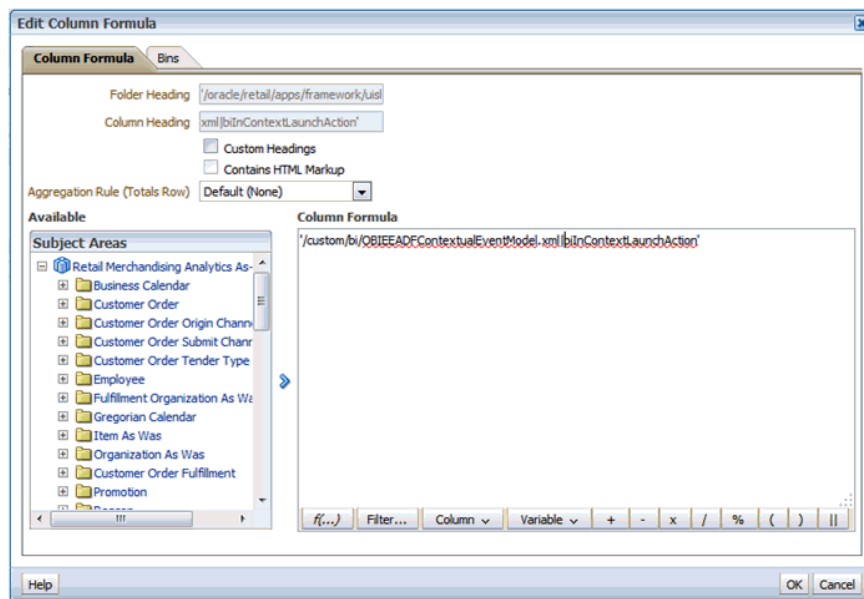 Edit Column Formula
Column Formula
Bins
Folder Heading
'/oracle/retail/apps/framework/uisl
Column Heading
xml|biInContextLaunchAction'
Custom Headings
Contains HTML Markup
Aggregation Rule (Totals Row)
Default (None)
Available
Column Formula
Subject Areas
Retail Merchandising Analytics As-
Business Calendar
Customer Order
Customer Order Origin Chann
Customer Order Submit Chann
Customer Order Tender Type
Employee
Fulfillment Organization As Wa
Gregorian Calendar
Item As Was
Organization As Was
Customer Order Fulfillment
Promotion
'/custom/bi/OBIEEADFContextualEventModel.xml|biInContextLaunchAction'
f(...) Filter... Column Variable + - x / % ( ) ||
Help
OK Cancel